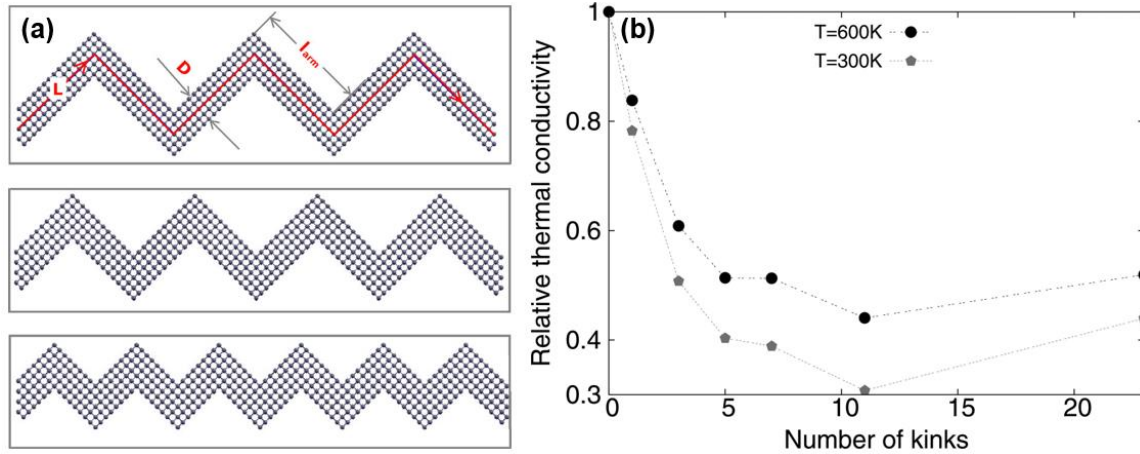 (a)
L
D
l_arm
(b)
T=600K
T=300K
Relative thermal conductivity
1
0.8
0.6
0.4
0.3
0
5
10
15
20
Number of kinks